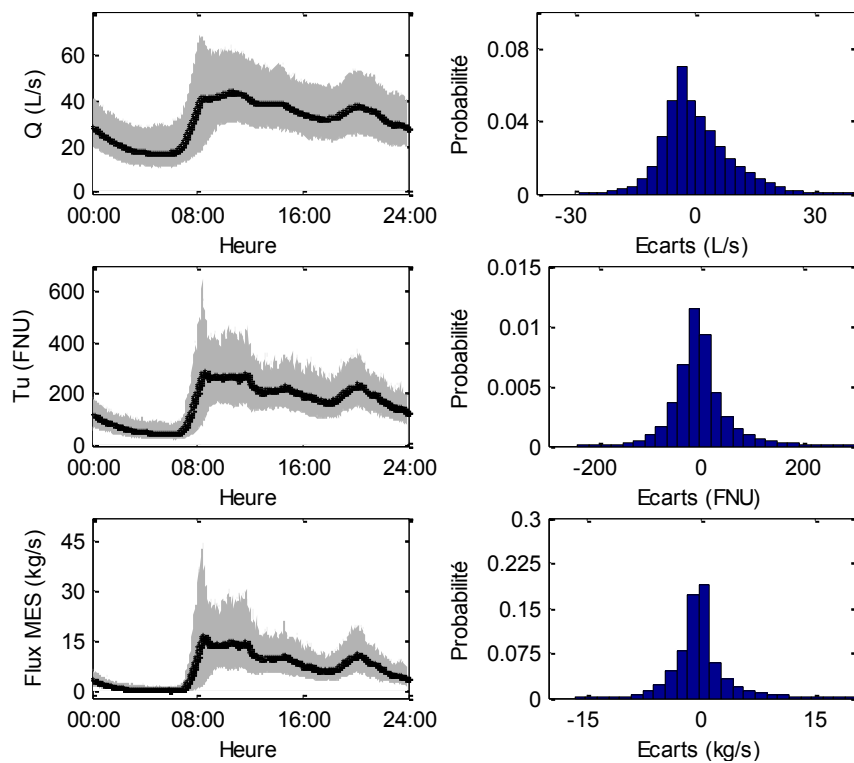 Q (L/s)
60
40
20
0
00:00 08:00 16:00 24:00
Heure
Probabilité
0.08
0.04
0
-30 0 30
Ecarts (L/s)
Tu (FNU)
600
400
200
0
00:00 08:00 16:00 24:00
Heure
Probabilité
0.015
0.01
0.005
0
-200 0 200
Ecarts (FNU)
Flux MES (kg/s)
45
30
15
0
00:00 08:00 16:00 24:00
Heure
Probabilité
0.3
0.225
0.15
0.075
0
-15 0 15
Ecarts (kg/s)